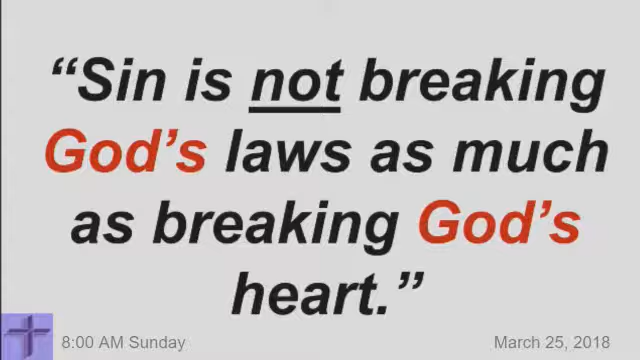 “Sin is not breaking
God’s laws as much
as breaking God’s
heart.”
8:00 AM Sunday
March 25, 2018